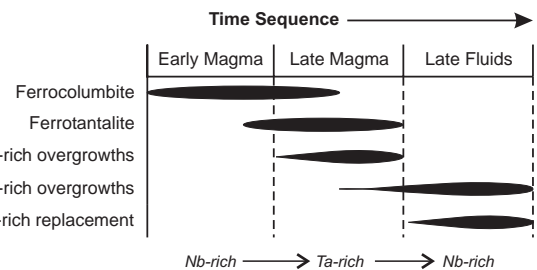 Time Sequence
Early Magma Late Magma Late Fluids
Ferrocolumbite
Ferrotantalite
-rich overgrowths
-rich overgrowths
-rich replacement
Nb-rich Ta-rich Nb-rich